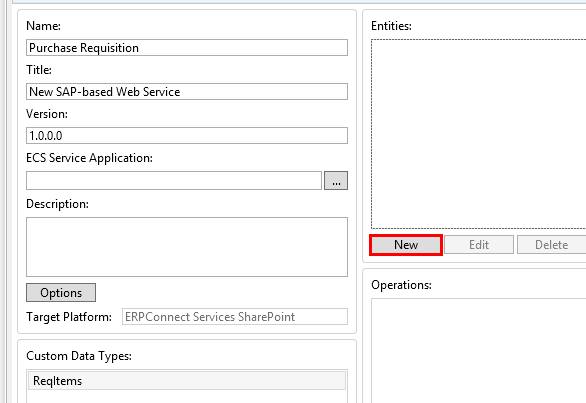 Name:
Purchase Requisition
Title:
New SAP-based Web Service
Version:
1.0.0.0
ECS Service Application:
...
Description:
Options
Target Platform: ERPConnect Services SharePoint
Custom Data Types:
ReqItems
Entities:
New Edit Delete
Operations: